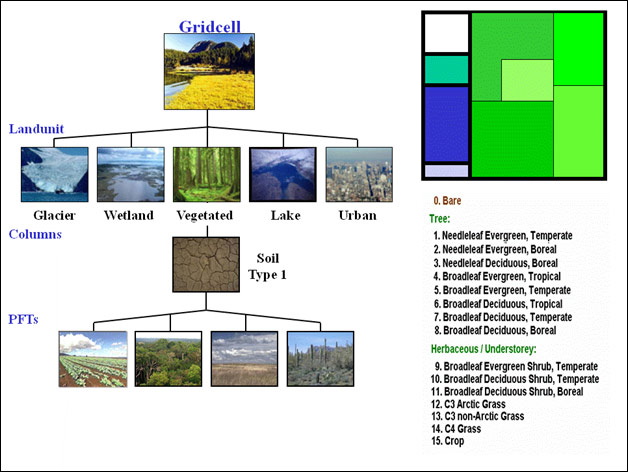 Gridcell
Landunit
Glacier Wetland Vegetated Lake Urban
Columns
Soil
Type 1
PFTs
0. Bare
Tree:
1. Needleleaf Evergreen, Temperate
2. Needleleaf Evergreen, Boreal
3. Needleleaf Deciduous, Boreal
4. Broadleaf Evergreen, Tropical
5. Broadleaf Evergreen, Temperate
6. Broadleaf Deciduous, Tropical
7. Broadleaf Deciduous, Temperate
8. Broadleaf Deciduous, Boreal
Herbaceous / Understorey:
9. Broadleaf Evergreen Shrub, Temperate
10. Broadleaf Deciduous Shrub, Temperate
11. Broadleaf Deciduous Shrub, Boreal
12. C3 Arctic Grass
13. C3 non-Arctic Grass
14. C4 Grass
15. Crop